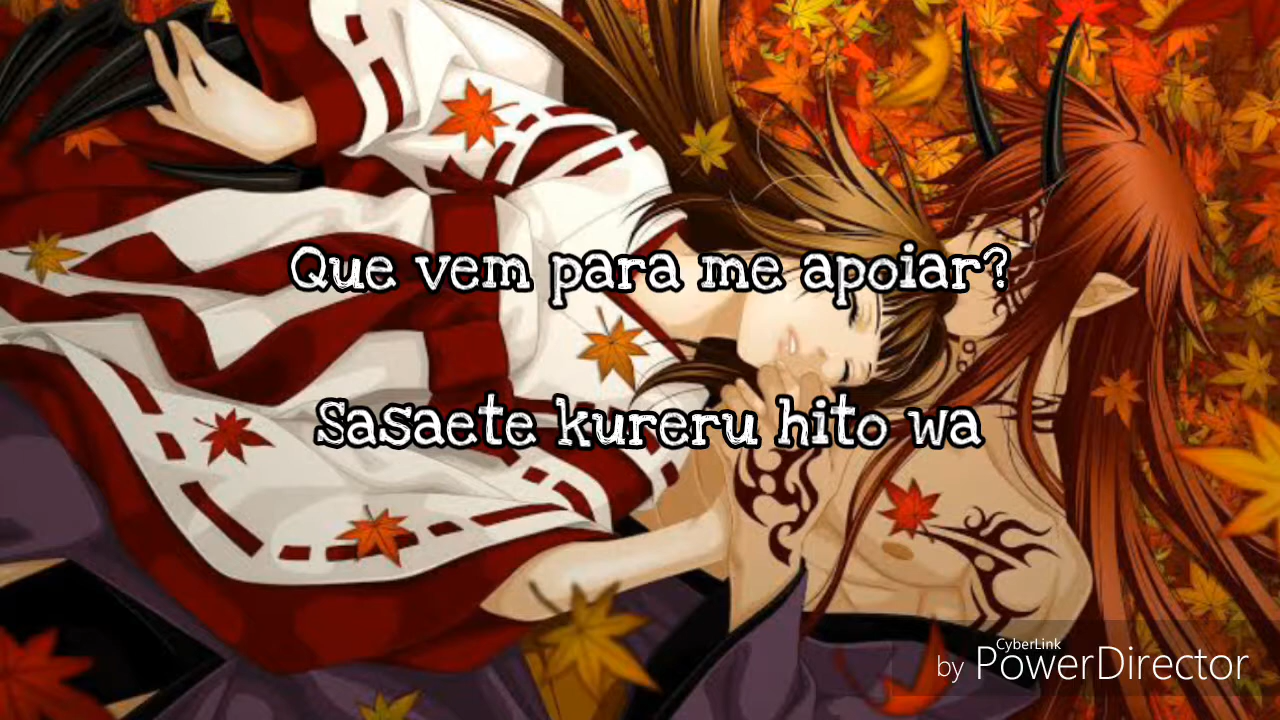 Que vem para me apoiar?
Sasaete kureru hito wa
CyberLink
by PowerDirector